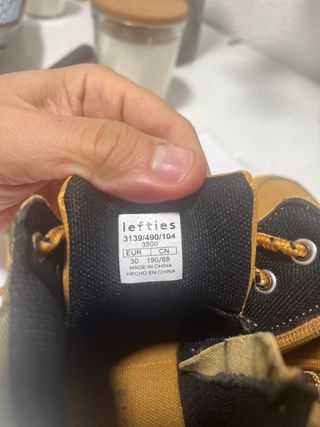 lefties
3139/490/104
3500
EUR CN
30 190/68
MADE IN CHINA
HECHO EN CHINA